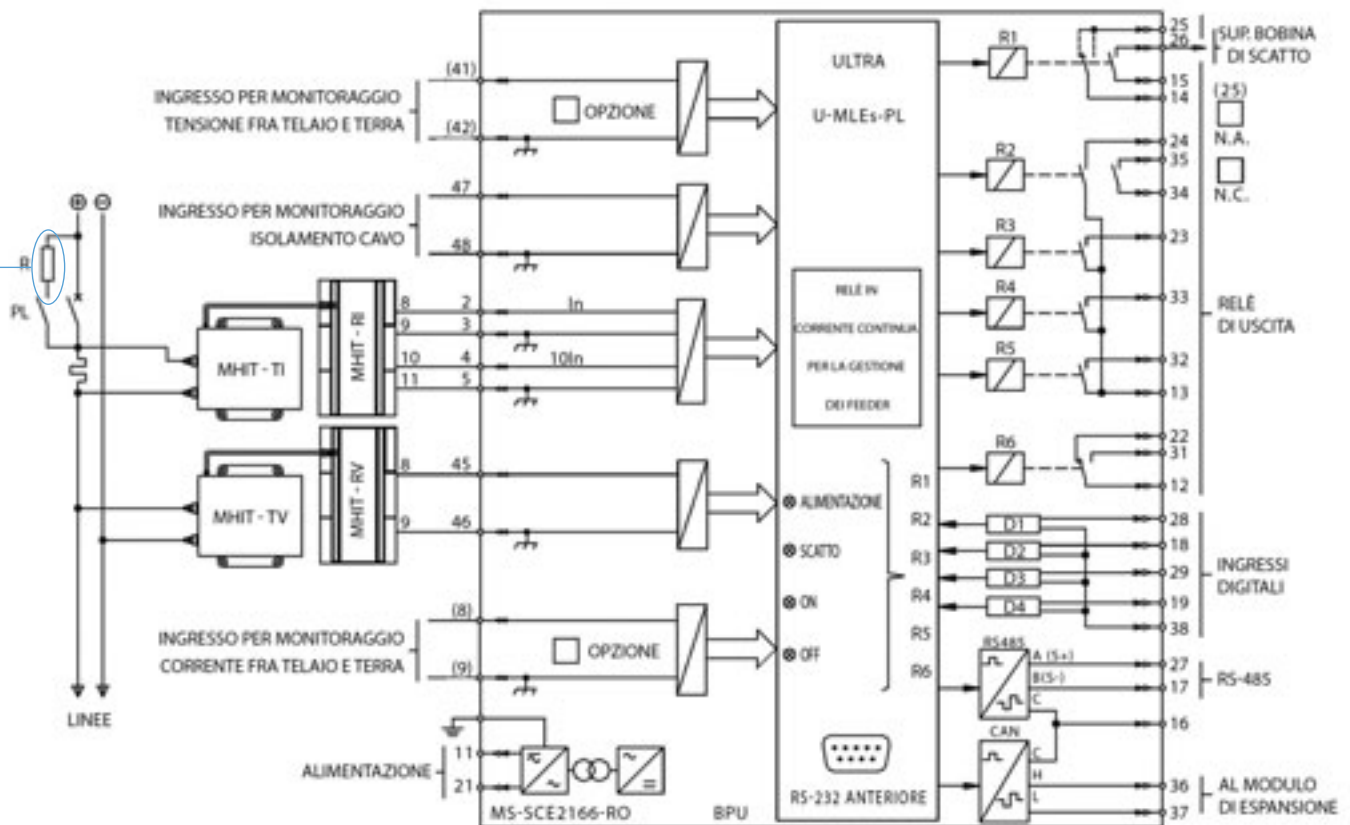 INGRESSO PER MONITORAGGIO
TENSIONE FRA TELAIO E TERRA
(41)
(42)
OPZIONE
INGRESSO PER MONITORAGGIO
ISOLAMENTO CAVO
47
48
R
PL
MHIT - TI
MHIT - RI
8 2 In
9 3
10 4 10In
11 5
MHIT - TV
MHIT - RV
8 45
9 46
INGRESSO PER MONITORAGGIO
CORRENTE FRA TELAIO E TERRA
(8)
(9)
OPZIONE
LINEE
ALIMENTAZIONE
11
21
MS-SCE2166-RO
BPU
ULTRA
U-MLEs-PL
RELÈ IN
CORRENTE CONTINUA
PER LA GESTIONE
DEI FEEDER
ALIMENTAZIONE
SCATTO
ON
OFF
R1
R2
R3
R4
R5
R6
RS-232 ANTERIORE
R1
R2
R3
R4
R5
R6
D1
D2
D3
D4
RS485
A (S+)
B(S-)
C
CAN
C
H
L
25
26
15
14
24
35
34
23
33
32
13
22
31
12
28
18
29
19
38
27
17
16
36
37
SUP. BOBINA
DI SCATTO
(25)
N.A.
N.C.
RELÈ
DI USCITA
INGRESSI
DIGITALI
RS-485
AL MODULO
DI ESPANSIONE